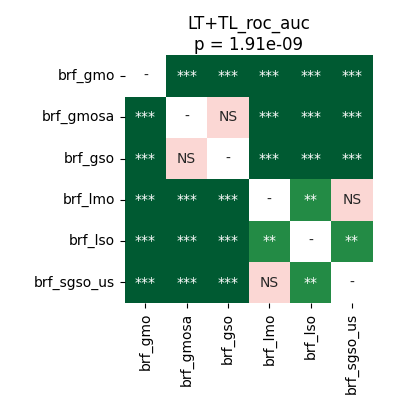 LT+TL_roc_auc
p = 1.91e-09
brf_gmo - *** *** *** *** ***
brf_gmosa *** - NS *** *** ***
brf_gso *** NS - *** *** ***
brf_lmo *** *** *** - ** NS
brf_lso *** *** *** ** - **
brf_sgso_us *** *** *** NS ** -
brf_gmo
brf_gmosa
brf_gso
brf_lmo
brf_lso
brf_sgso_us